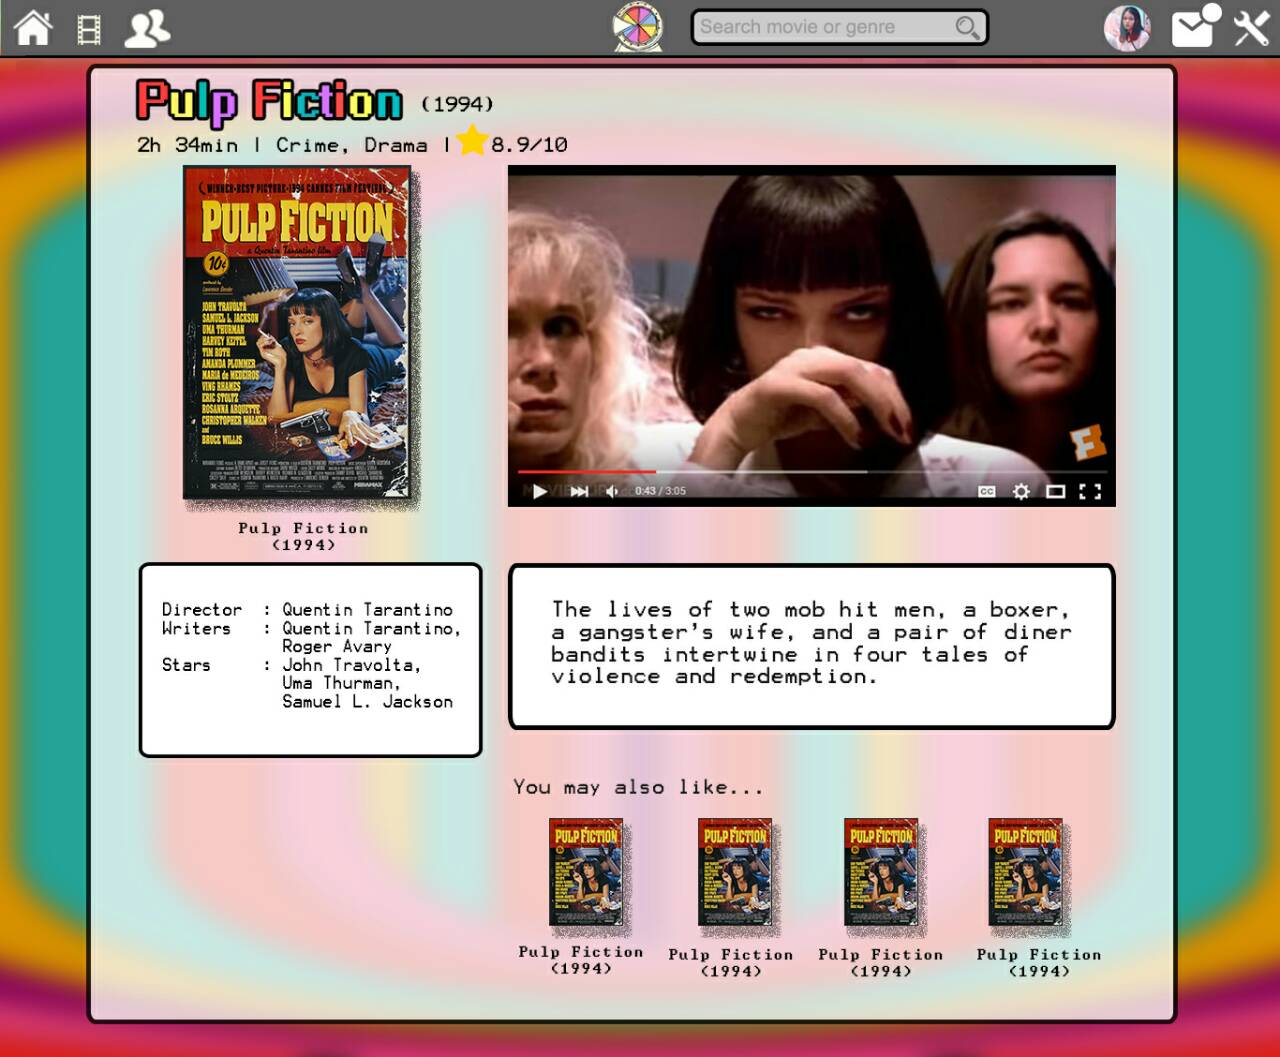 Search movie or genre
Pulp Fiction (1994)
2h 34min | Crime, Drama | 8.9/10
WINNER-BEST PICTURE-1994 CANNES FILM FESTIVAL
PULP FICTION
a Quentin Tarantino film
10¢
produced by
Lawrence Bender
JOHN TRAVOLTA
SAMUEL L. JACKSON
UMA THURMAN
HARVEY KEITEL
TIM ROTH
AMANDA PLUMMER
MARIA de MEDEIROS
VING RHAMES
ERIC STOLTZ
ROSANNA ARQUETTE
CHRISTOPHER WALKEN
and
BRUCE WILLIS
MIRAMAX
0:43 / 3:05
CC
Pulp Fiction
(1994)
Director : Quentin Tarantino
Writers : Quentin Tarantino,
Roger Avary
Stars : John Travolta,
Uma Thurman,
Samuel L. Jackson
The lives of two mob hit men, a boxer,
a gangster's wife, and a pair of diner
bandits intertwine in four tales of
violence and redemption.
You may also like...
PULP FICTION
PULP FICTION
PULP FICTION
PULP FICTION
Pulp Fiction
(1994)
Pulp Fiction
(1994)
Pulp Fiction
(1994)
Pulp Fiction
(1994)